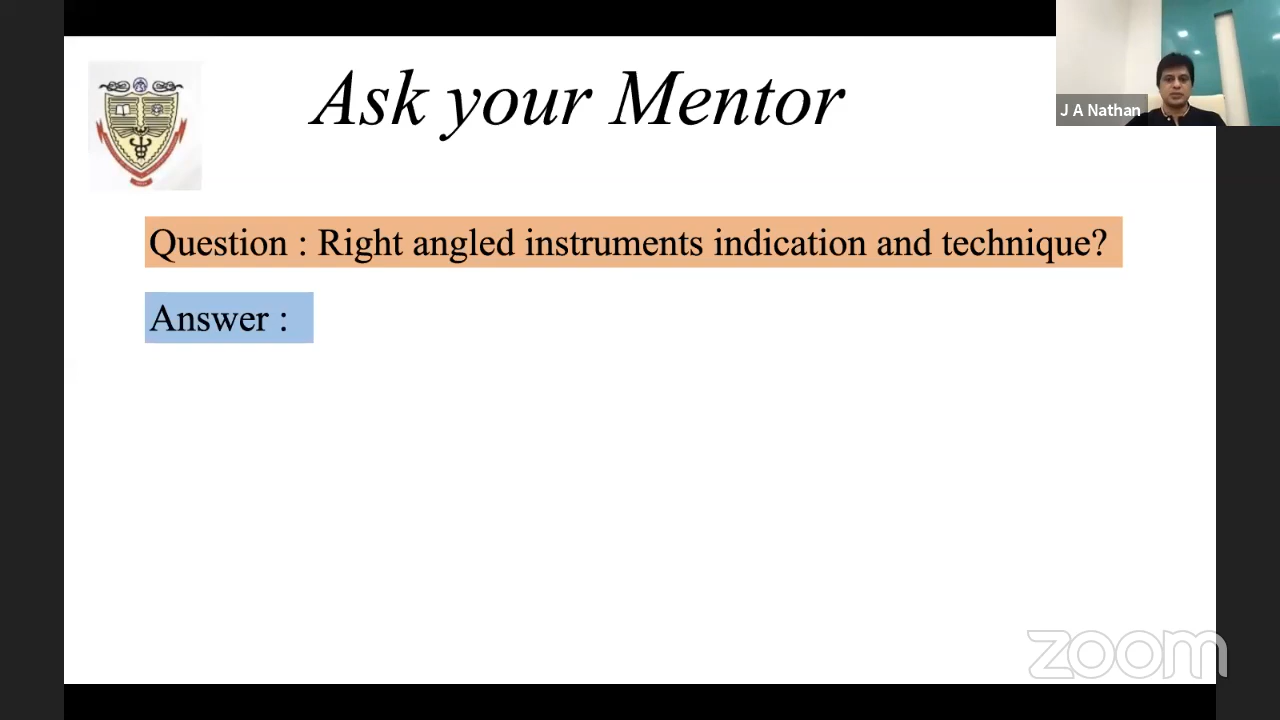 Ask your Mentor
J A Nathan
Question : Right angled instruments indication and technique?
Answer :
zoom